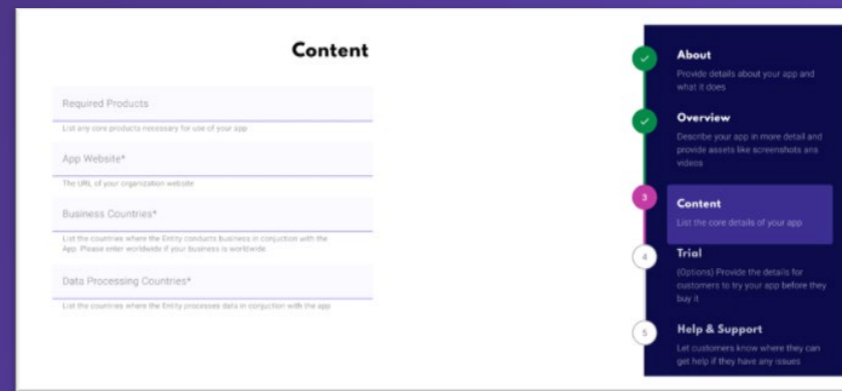 Content
Required Products
List any core products necessary for use of your app
App Website*
The URL of your organization website
Business Countries*
List the countries where the Entity conducts business in conjuction with the
App. Please enter worldwide if your business is worldwide.
Data Processing Countries*
List the countries where the Entity processes data in conjuction with the app
About
Provide details about your app and
what it does
Overview
Describe your app in more detail and
provide assets like screenshots ans
videos
3
Content
List the core details of your app
4
Trial
(Options) Provide the details for
customers to try your app before they
buy it
5
Help & Support
Let customers know where they can
get help if they have any issues